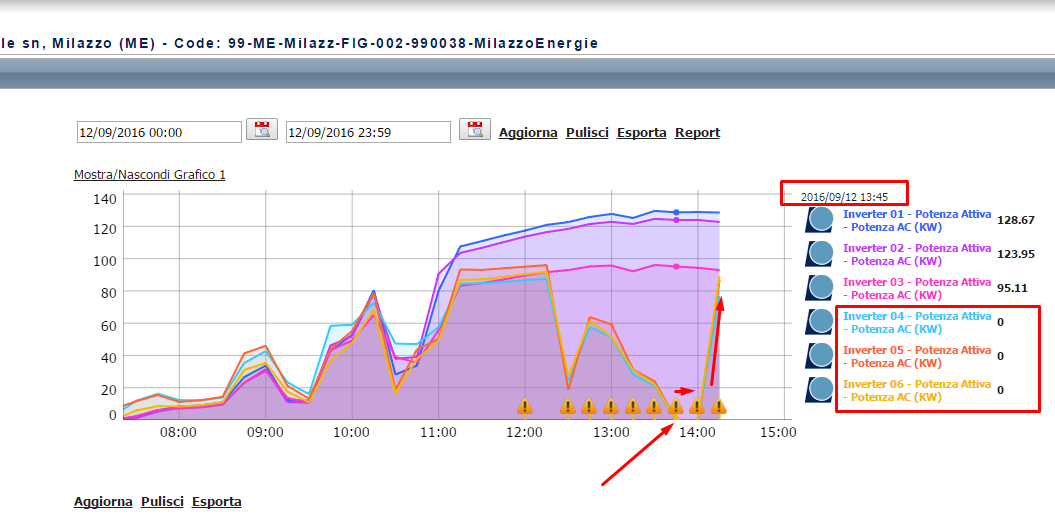 le sn, Milazzo (ME) - Code: 99-ME-Milazz-FIG-002-990038-MilazzoEnergie
12/09/2016 00:00 12/09/2016 23:59 Aggiorna Pulisci Esporta Report
Mostra/Nascondi Grafico 1
140
120
100
80
60
40
20
0
08:00 09:00 10:00 11:00 12:00 13:00 14:00 15:00
2016/09/12 13:45
Inverter 01 - Potenza Attiva
- Potenza AC (KW) 128.67
Inverter 02 - Potenza Attiva
- Potenza AC (KW) 123.95
Inverter 03 - Potenza Attiva
- Potenza AC (KW) 95.11
Inverter 04 - Potenza Attiva
- Potenza AC (KW) 0
Inverter 05 - Potenza Attiva
- Potenza AC (KW) 0
Inverter 06 - Potenza Attiva
- Potenza AC (KW) 0
Aggiorna Pulisci Esporta